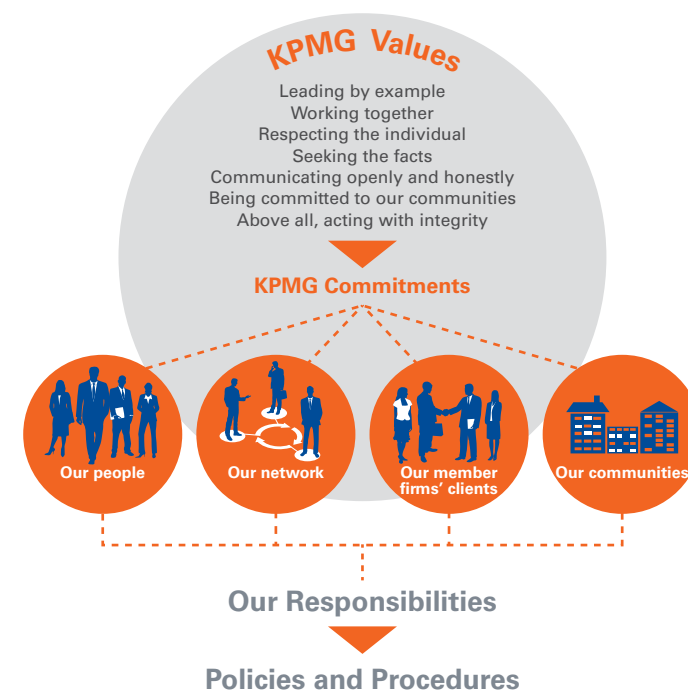 KPMG Values
Leading by example
Working together
Respecting the individual
Seeking the facts
Communicating openly and honestly
Being committed to our communities
Above all, acting with integrity
KPMG Commitments
Our people
Our network
Our member
firms' clients
Our communities
Our Responsibilities
Policies and Procedures